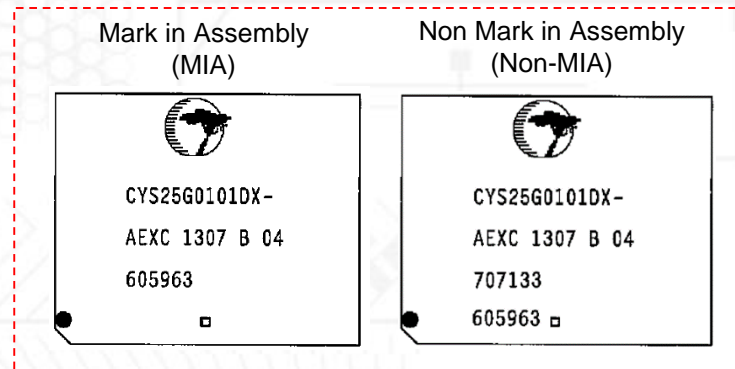 Mark in Assembly
(MIA)
CYS25G0101DX-
AEXC 1307 B 04
605963
Non Mark in Assembly
(Non-MIA)
CYS25G0101DX-
AEXC 1307 B 04
707133
605963